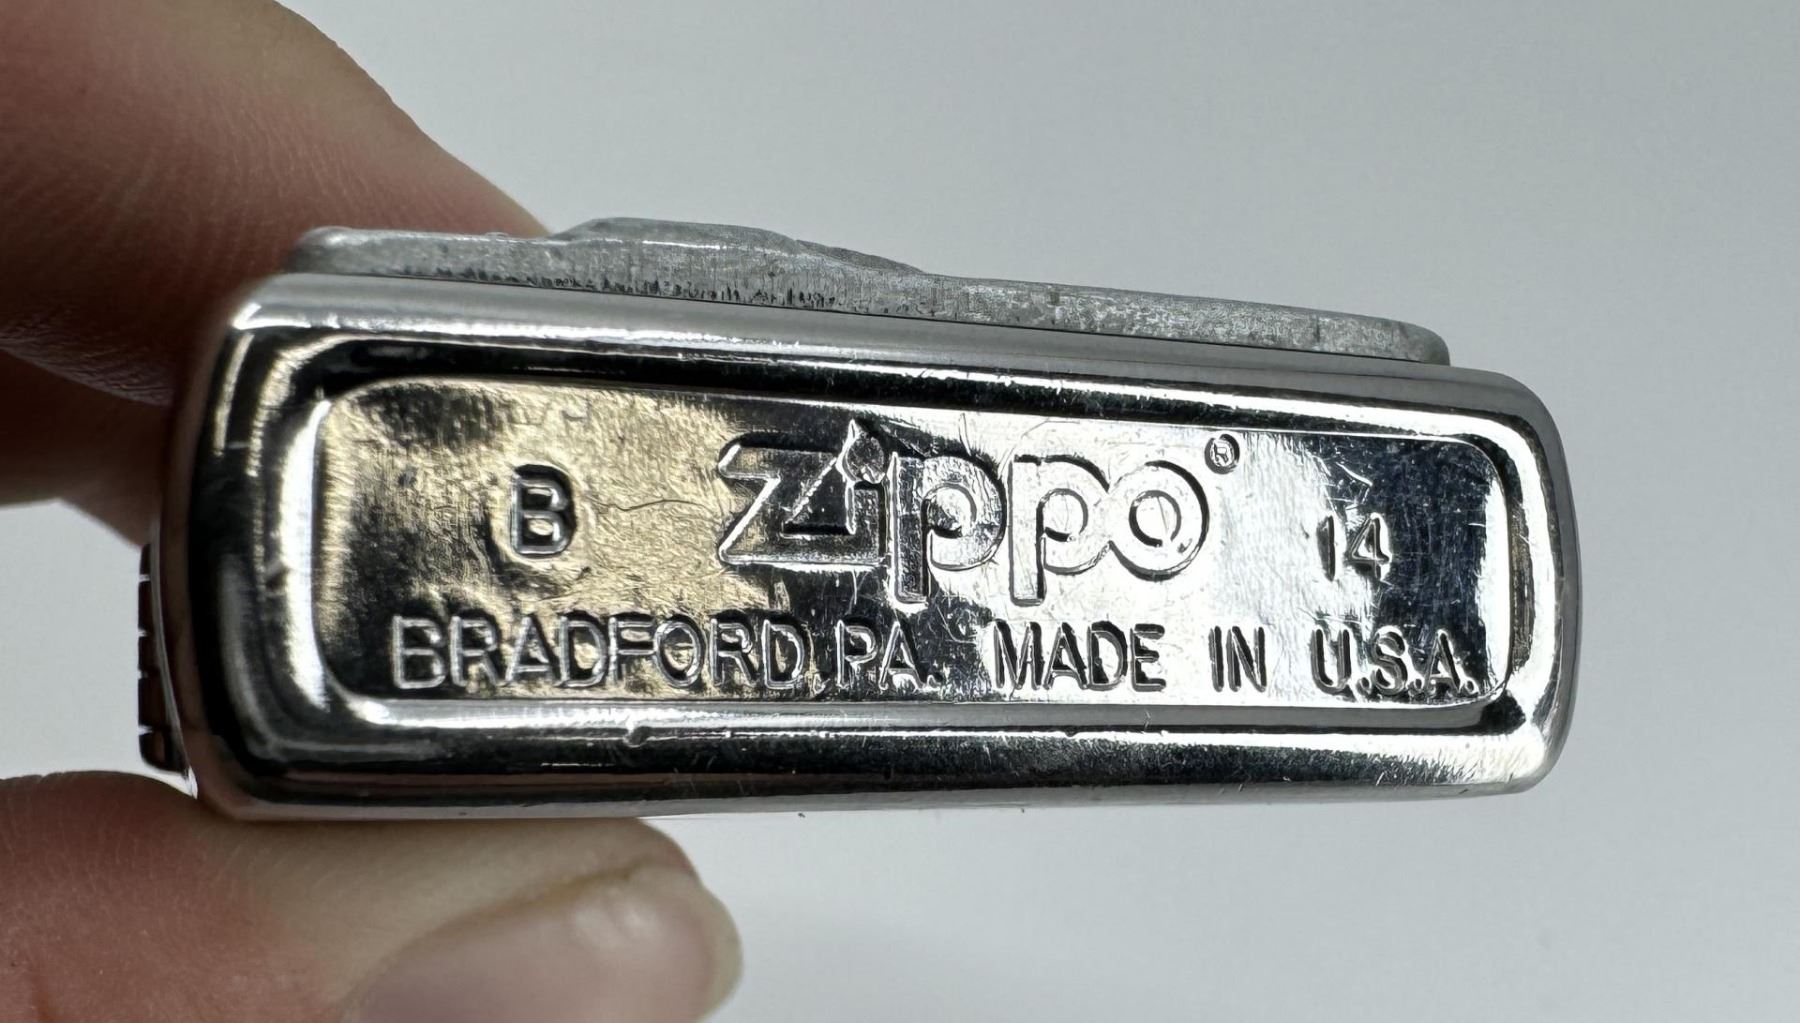 B Zippo® 14
BRADFORD, PA. MADE IN U.S.A.